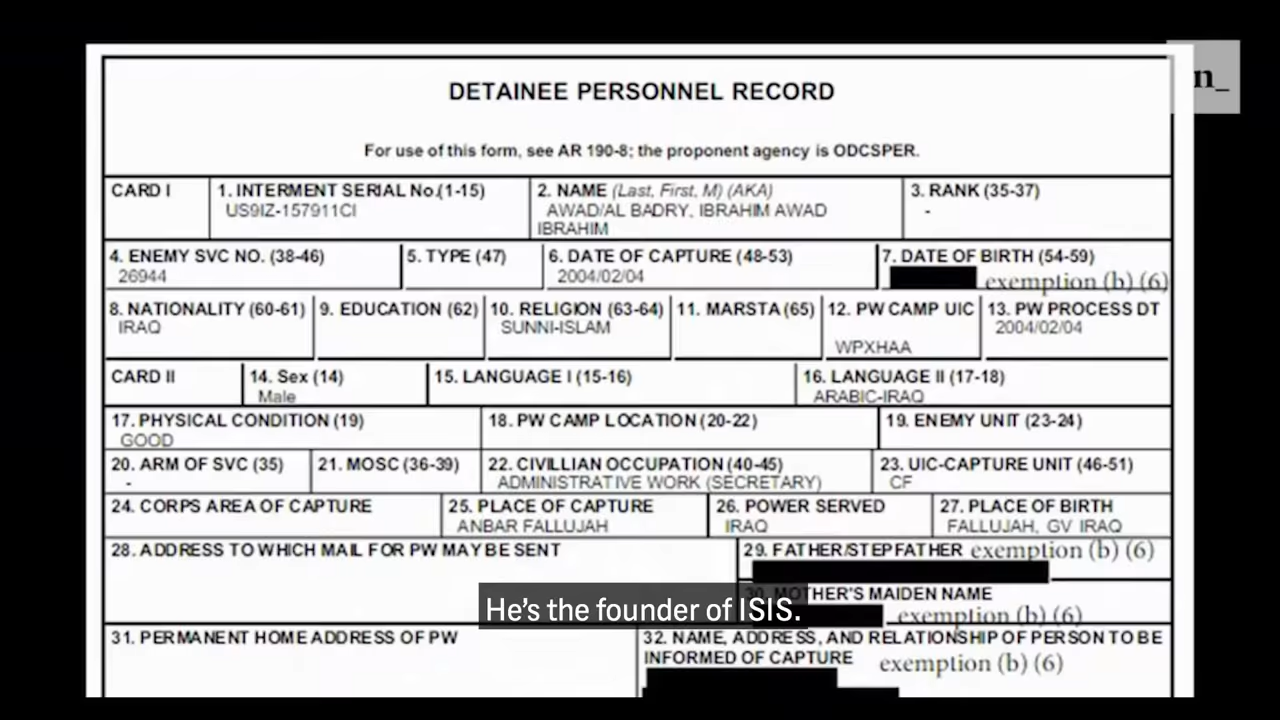 n_
DETAINEE PERSONNEL RECORD
For use of this form, see AR 190-8; the proponent agency is ODCSPER.
CARD I
1. INTERMENT SERIAL No.(1-15)
US9IZ-157911CI
2. NAME (Last, First, M) (AKA)
AWAD/AL BADRY, IBRAHIM AWAD
IBRAHIM
3. RANK (35-37)
-
4. ENEMY SVC NO. (38-46)
26944
5. TYPE (47)
6. DATE OF CAPTURE (48-53)
2004/02/04
7. DATE OF BIRTH (54-59)
exemption (b) (6)
8. NATIONALITY (60-61)
IRAQ
9. EDUCATION (62)
10. RELIGION (63-64)
SUNNI-ISLAM
11. MARSTA (65)
12. PW CAMP UIC
WPXHAA
13. PW PROCESS DT
2004/02/04
CARD II
14. Sex (14)
Male
15. LANGUAGE I (15-16)
16. LANGUAGE II (17-18)
ARABIC-IRAQ
17. PHYSICAL CONDITION (19)
GOOD
18. PW CAMP LOCATION (20-22)
19. ENEMY UNIT (23-24)
20. ARM OF SVC (35)
-
21. MOSC (36-39)
22. CIVILLIAN OCCUPATION (40-45)
ADMINISTRATIVE WORK (SECRETARY)
23. UIC-CAPTURE UNIT (46-51)
CF
24. CORPS AREA OF CAPTURE
25. PLACE OF CAPTURE
ANBAR FALLUJAH
26. POWER SERVED
IRAQ
27. PLACE OF BIRTH
FALLUJAH, GV IRAQ
28. ADDRESS TO WHICH MAIL FOR PW MAY BE SENT
29. FATHER/STEPFATHER exemption (b) (6)
30. MOTHER'S MAIDEN NAME
exemption (b) (6)
He's the founder of ISIS.
31. PERMANENT HOME ADDRESS OF PW
32. NAME, ADDRESS, AND RELATIONSHIP OF PERSON TO BE
INFORMED OF CAPTURE exemption (b) (6)